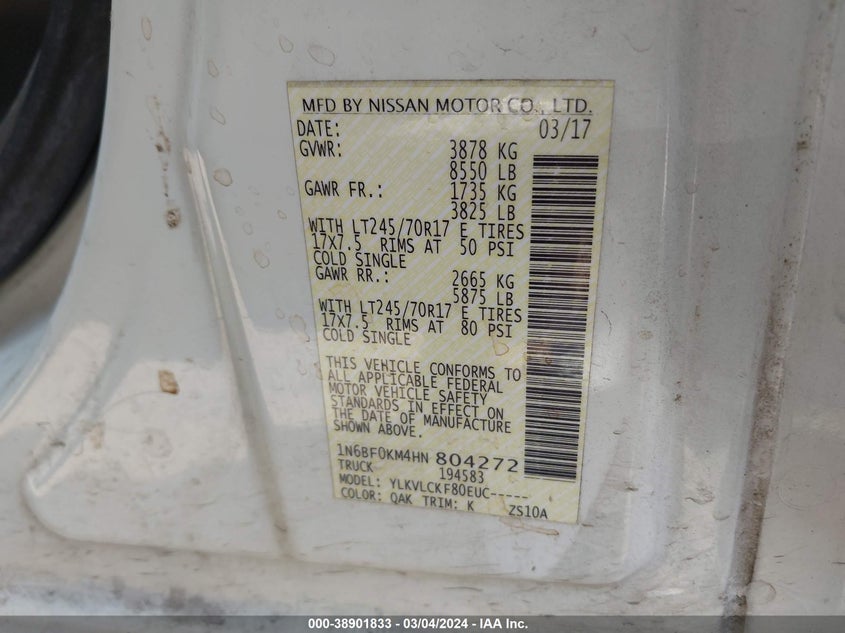 MFD BY NISSAN MOTOR CO., LTD.
DATE: 03/17
GVWR: 3878 KG
8550 LB
GAWR FR.: 1735 KG
3825 LB
WITH LT245/70R17 E TIRES
17X7.5 RIMS AT 50 PSI
COLD SINGLE
GAWR RR.: 2665 KG
5875 LB
WITH LT245/70R17 E TIRES
17X7.5 RIMS AT 80 PSI
COLD SINGLE
THIS VEHICLE CONFORMS TO
ALL APPLICABLE FEDERAL
MOTOR VEHICLE SAFETY
STANDARDS IN EFFECT ON
THE DATE OF MANUFACTURE
SHOWN ABOVE.
1N6BF0KM4HN 804272
TRUCK 194583
MODEL: YLKVLCKF80EUC-----
COLOR: QAK TRIM: K ZS10A
000-38901833 - 03/04/2024 - IAA Inc.